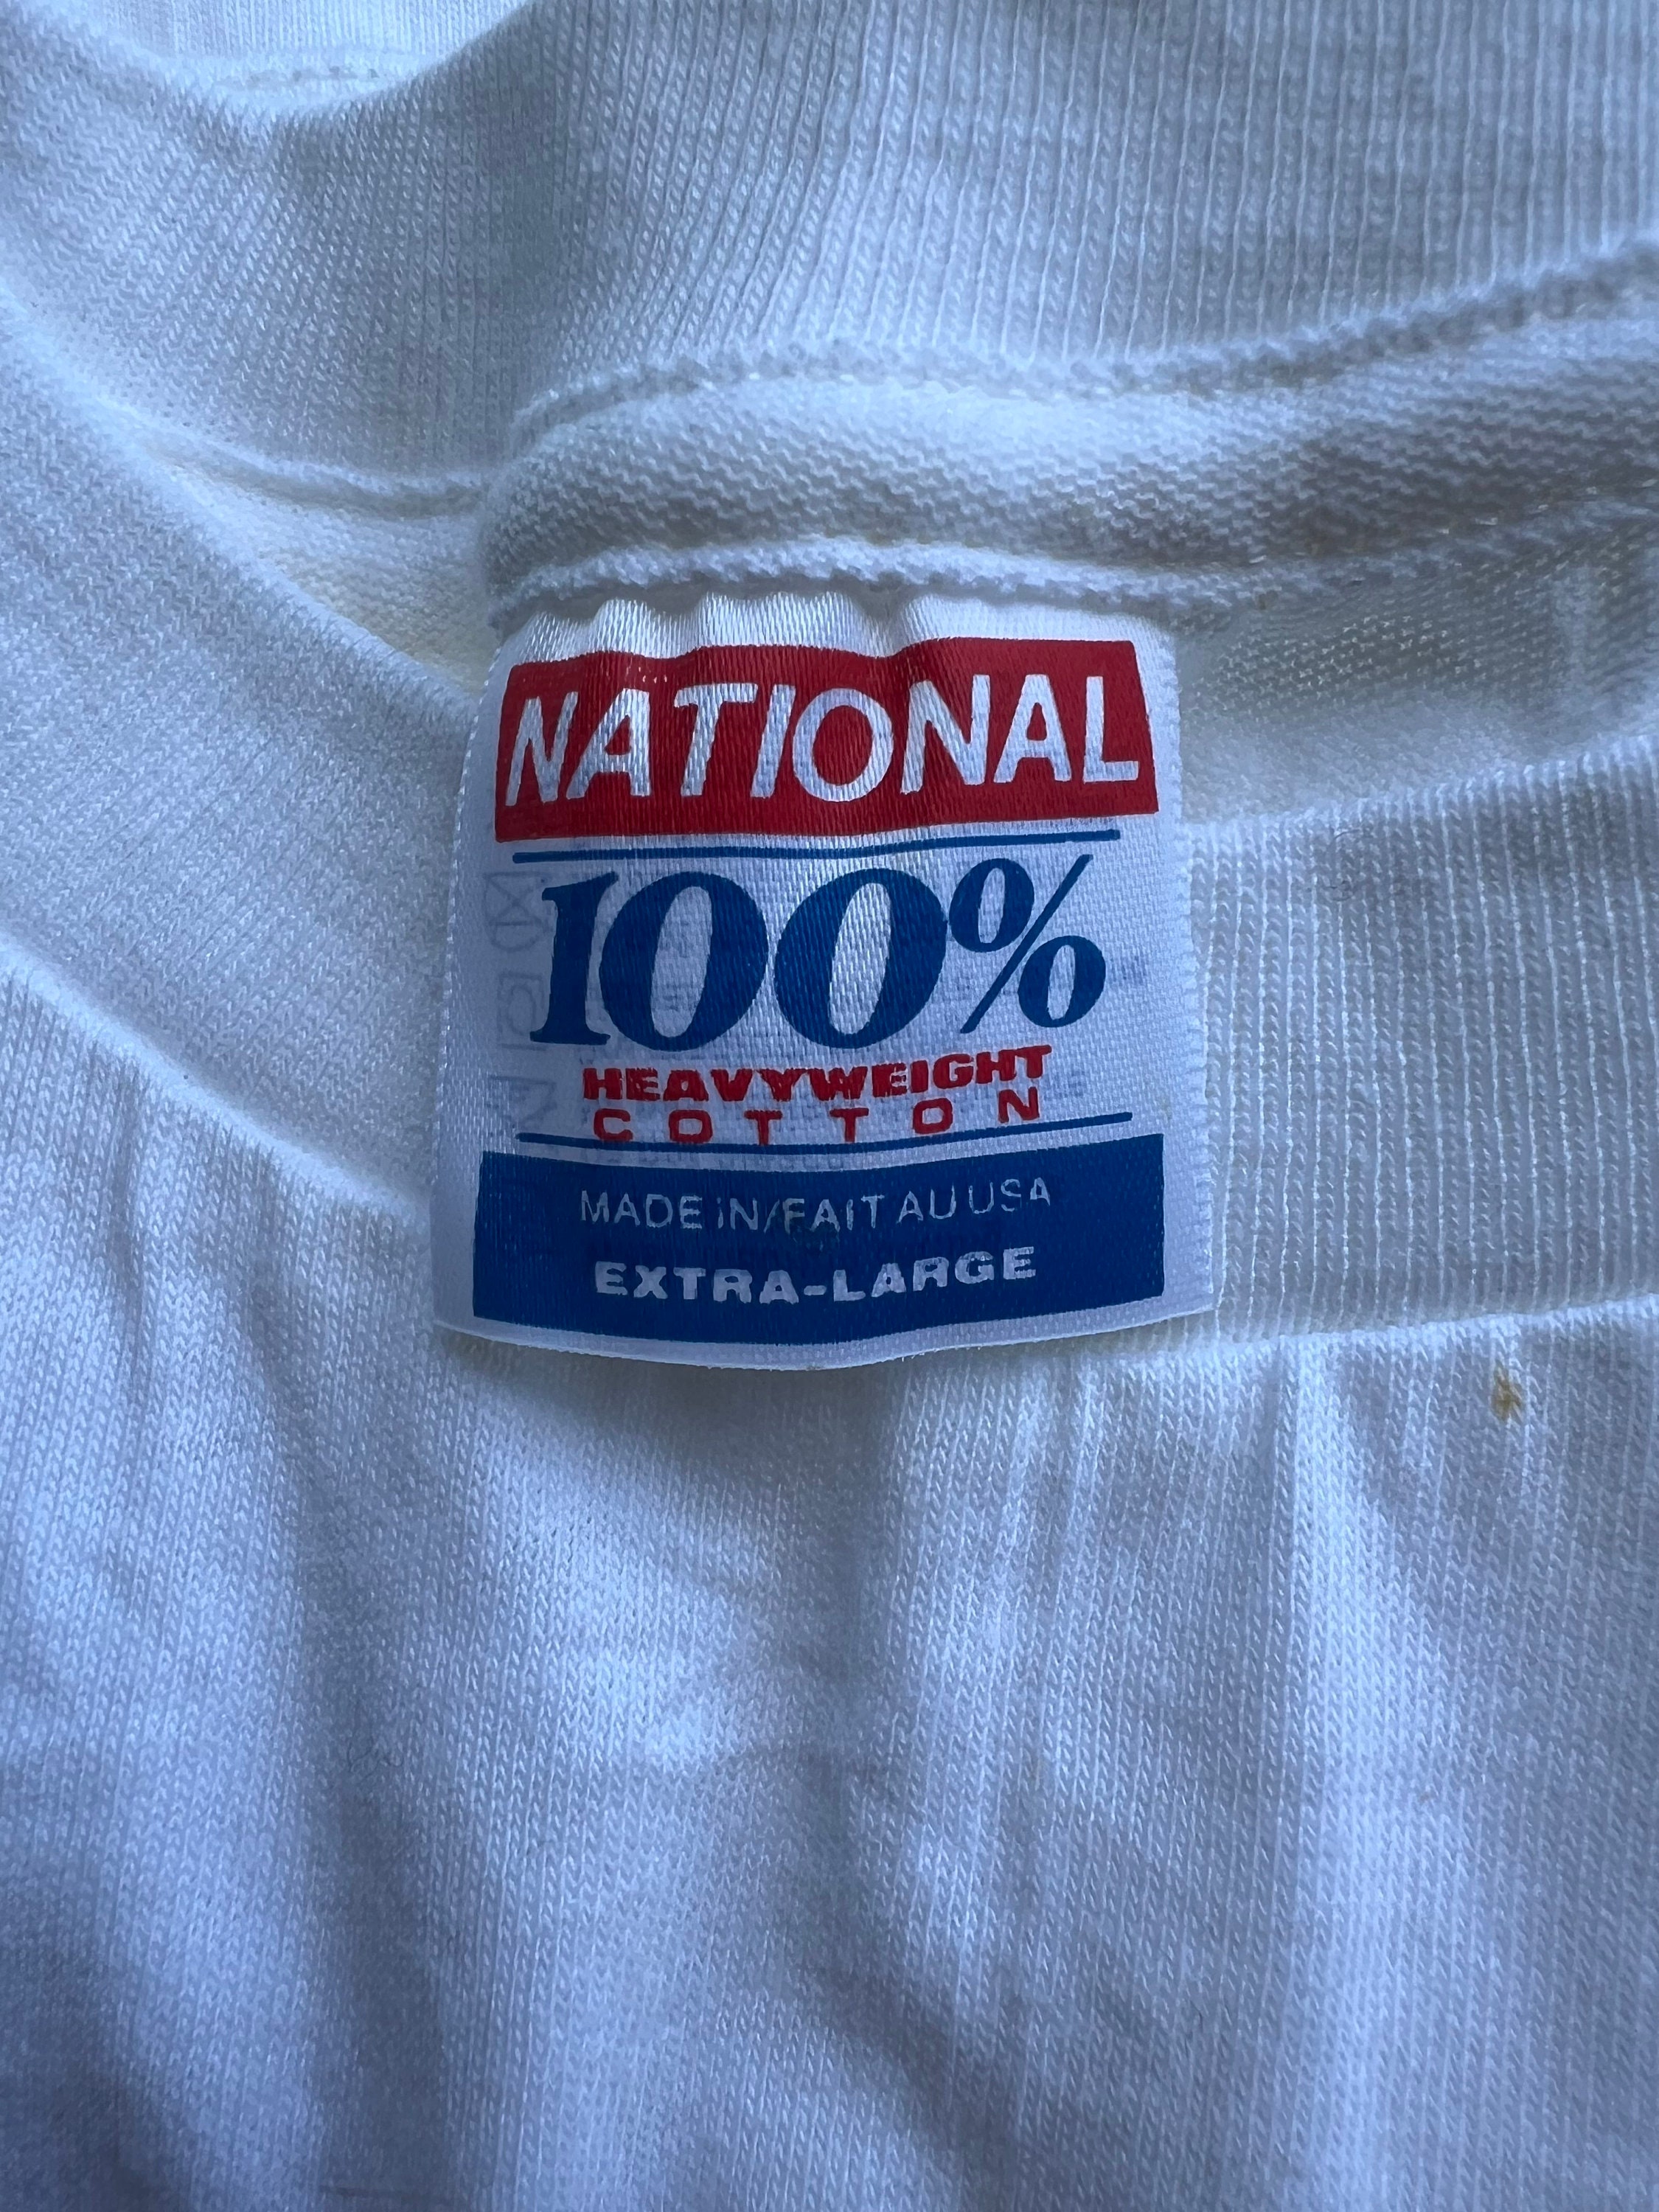 NATIONAL
100%
HEAVYWEIGHT
COTTON
MADE IN/FAIT AU USA
EXTRA-LARGE